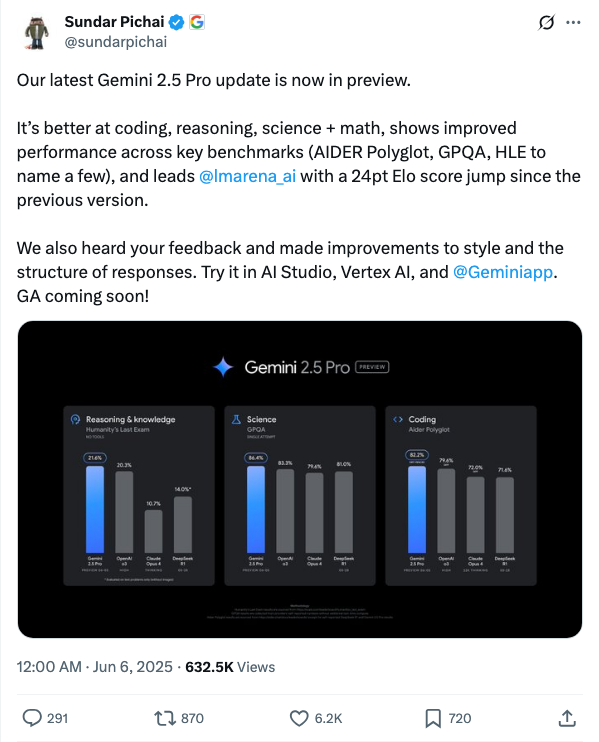 Sundar Pichai
@sundarpichai
Our latest Gemini 2.5 Pro update is now in preview.
It’s better at coding, reasoning, science + math, shows improved
performance across key benchmarks (AIDER Polyglot, GPQA, HLE to
name a few), and leads @lmarena_ai with a 24pt Elo score jump since the
previous version.
We also heard your feedback and made improvements to style and the
structure of responses. Try it in AI Studio, Vertex AI, and @Geminiapp.
GA coming soon!
Gemini 2.5 Pro PREVIEW
Reasoning & knowledge
Humanity's Last Exam
NO TOOLS
21.6%
20.3%
10.7%
14.0%*
Gemini OpenAI Claude DeepSeek
2.5 Pro o3 Opus 4 R1
Science
GPQA
SINGLE ATTEMPT
86.4%
83.3%
79.6%
81.0%
Gemini OpenAI Claude DeepSeek
2.5 Pro o3 Opus 4 R1
Coding
Aider Polyglot
82.2%
79.6%
72.0%
71.6%
Gemini OpenAI Claude DeepSeek
2.5 Pro o3 Opus 4 R1
12:00 AM · Jun 6, 2025 · 632.5K Views
291 870 6.2K 720